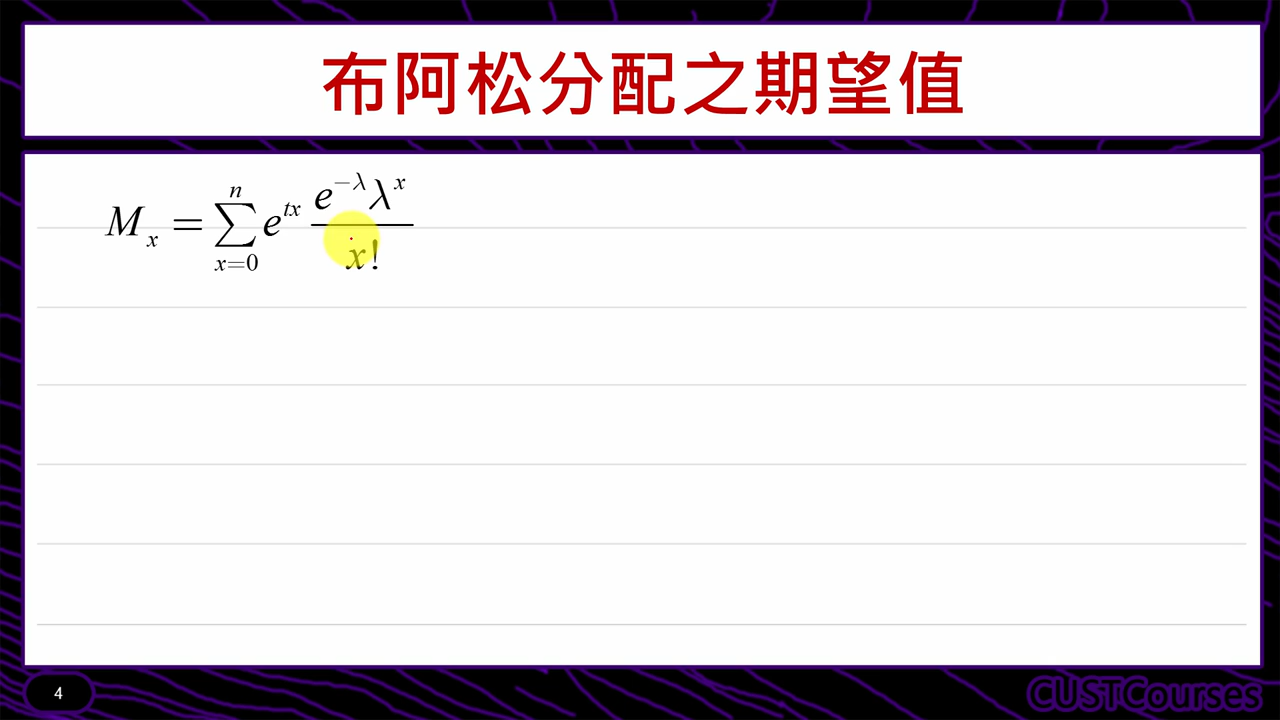 布阿松分配之期望值
$M_x = \sum_{x=0}^{n} e^{tx} \frac{e^{-\lambda} \lambda^x}{x!}$
4
CUSTCourses